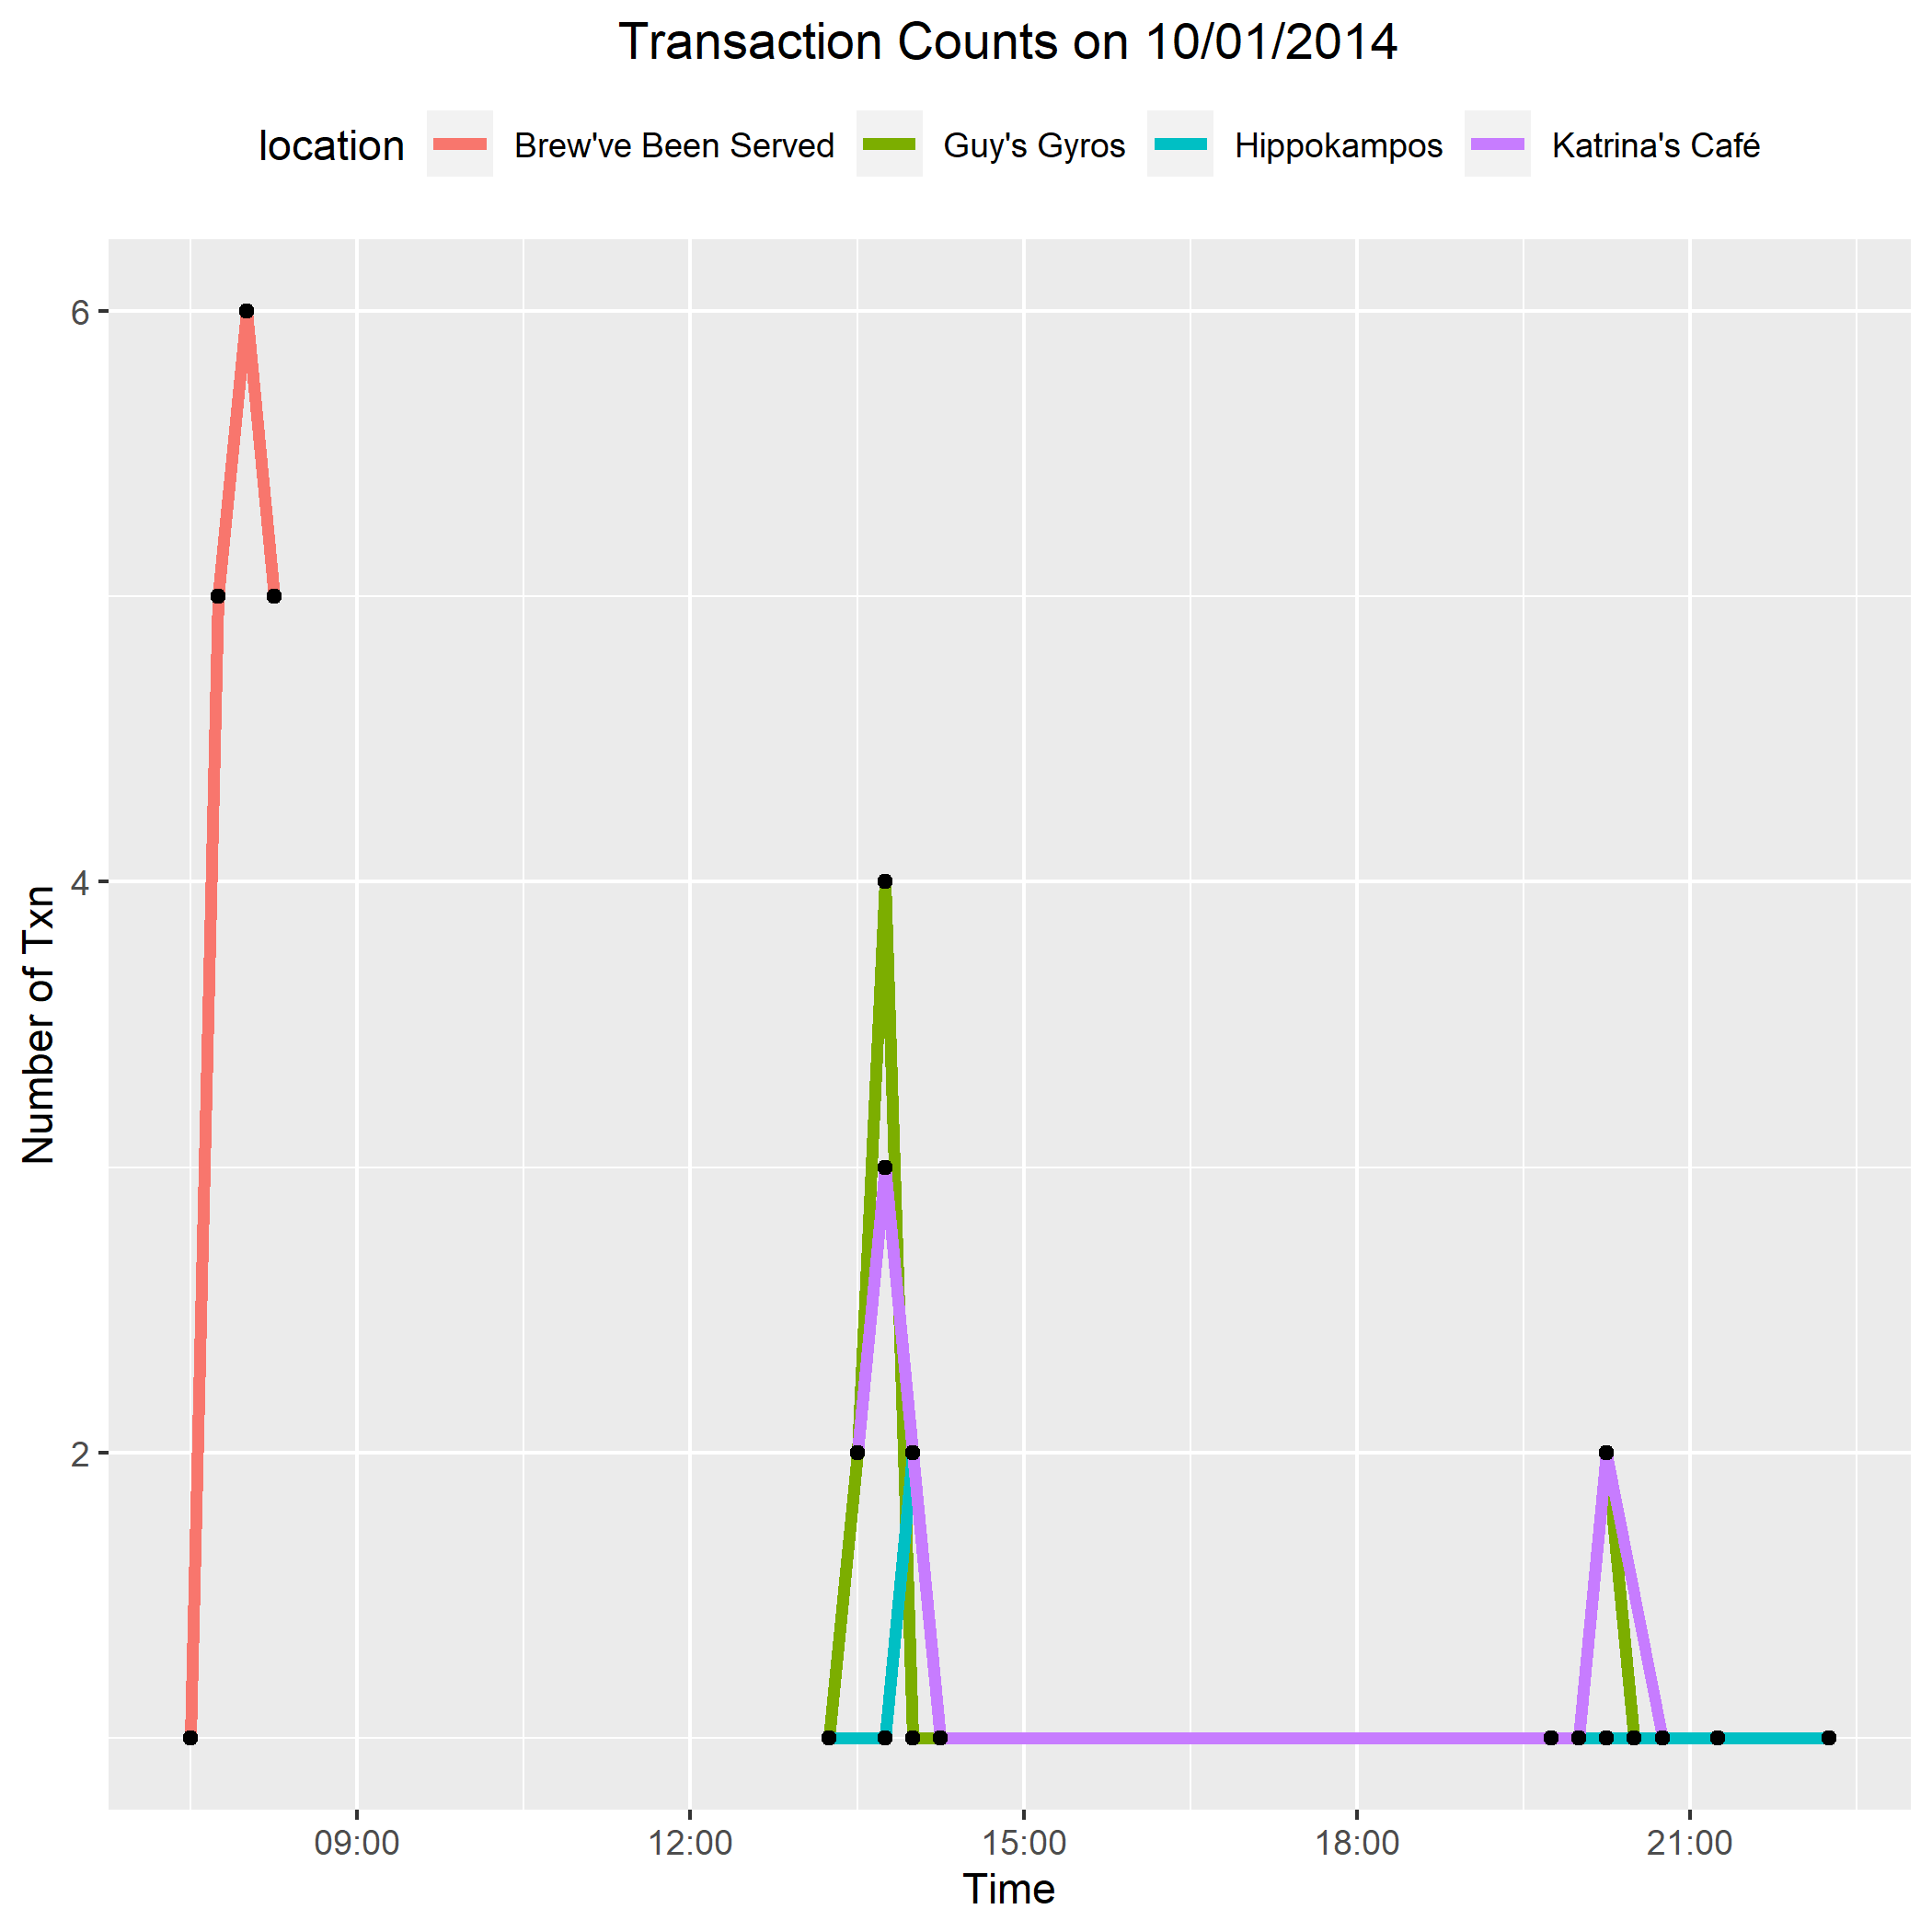 Transaction Counts on 10/01/2014
location Brew've Been Served Guy's Gyros Hippokampos Katrina's Café
6
4
2
Number of Txn
09:00 12:00 15:00 18:00 21:00
Time